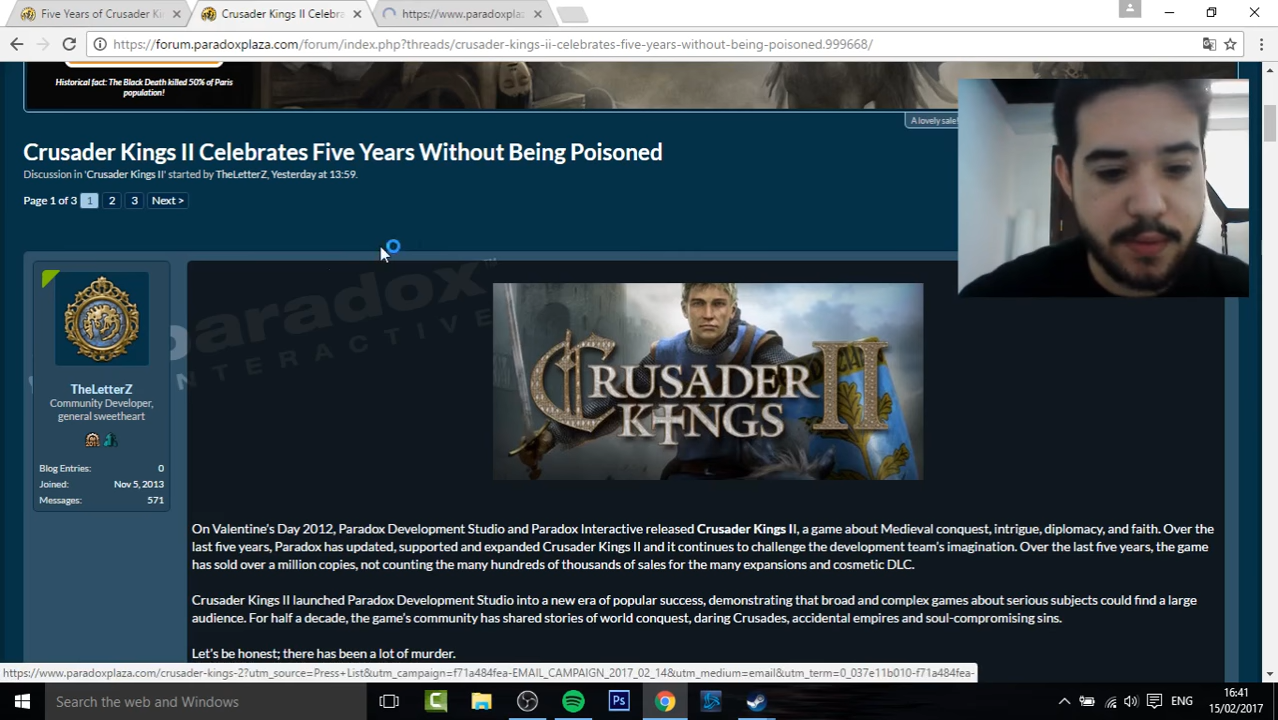 Five Years of Crusader Ki
Crusader Kings II Celebra
https://www.paradoxpla
https://forum.paradoxplaza.com/forum/index.php?threads/crusader-kings-ii-celebrates-five-years-without-being-poisoned.999668/
Historical fact: The Black Death killed 50% of Paris
population!
A lovely sale!
Crusader Kings II Celebrates Five Years Without Being Poisoned
Discussion in 'Crusader Kings II' started by TheLetterZ, Yesterday at 13:59.
Page 1 of 3 1 2 3 Next >
paradox™
INTERACTIVE
CRUSADER
KINGS
II
TheLetterZ
Community Developer,
general sweetheart
Blog Entries: 0
Joined: Nov 5, 2013
Messages: 571
On Valentine's Day 2012, Paradox Development Studio and Paradox Interactive released Crusader Kings II, a game about Medieval conquest, intrigue, diplomacy, and faith. Over the
last five years, Paradox has updated, supported and expanded Crusader Kings II and it continues to challenge the development team's imagination. Over the last five years, the game
has sold over a million copies, not counting the many hundreds of thousands of sales for the many expansions and cosmetic DLC.
Crusader Kings II launched Paradox Development Studio into a new era of popular success, demonstrating that broad and complex games about serious subjects could find a large
audience. For half a decade, the game's community has shared stories of world conquest, daring Crusades, accidental empires and soul-compromising sins.
Let's be honest; there has been a lot of murder.
https://www.paradoxplaza.com/crusader-kings-2?utm_source=Press+List&utm_campaign=f71a484fea-EMAIL_CAMPAIGN_2017_02_14&utm_medium=email&utm_term=0_037e11b010-f71a484fea-
Search the web and Windows
Ps
ENG
16:41
15/02/2017